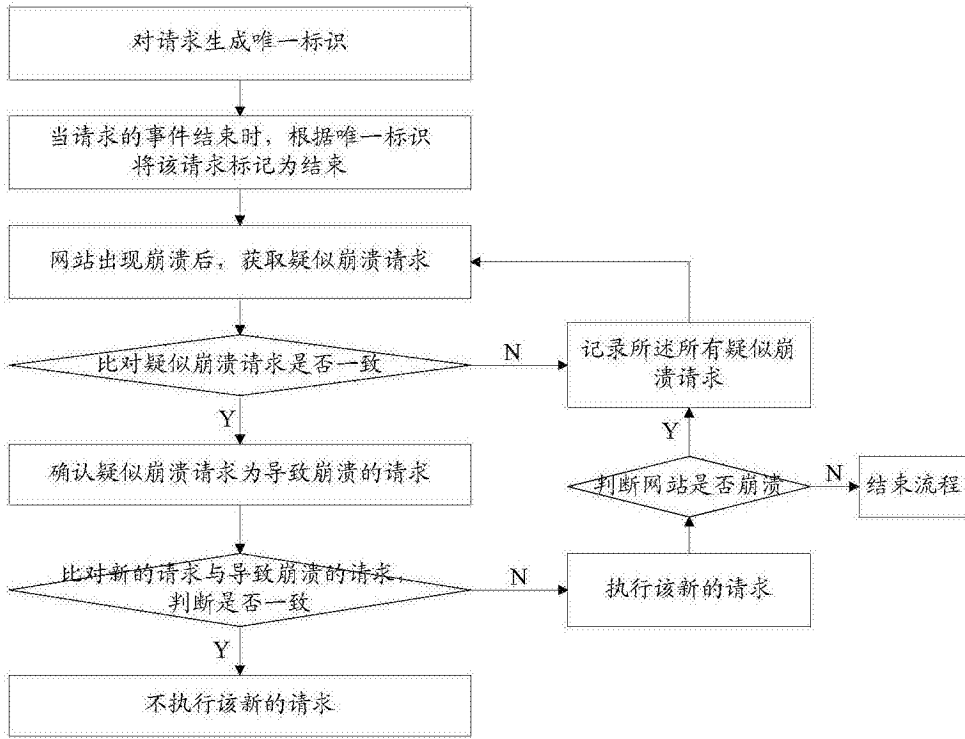 对请求生成唯一标识
当请求的事件结束时，根据唯一标识
将该请求标记为结束
网站出现崩溃后，获取疑似崩溃请求
比对疑似崩溃请求是否一致
N
记录所述所有疑似崩
溃请求
Y
Y
确认疑似崩溃请求为导致崩溃的请求
判断网站是否崩溃
N
结束流程
比对新的请求与导致崩溃的请求，
判断是否一致
N
执行该新的请求
Y
不执行该新的请求